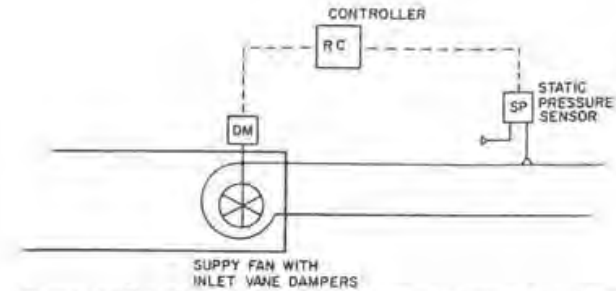 CONTROLLER
RC
STATIC
PRESSURE
SENSOR
SP
DM
SUPPY FAN WITH
INLET VANE DAMPERS